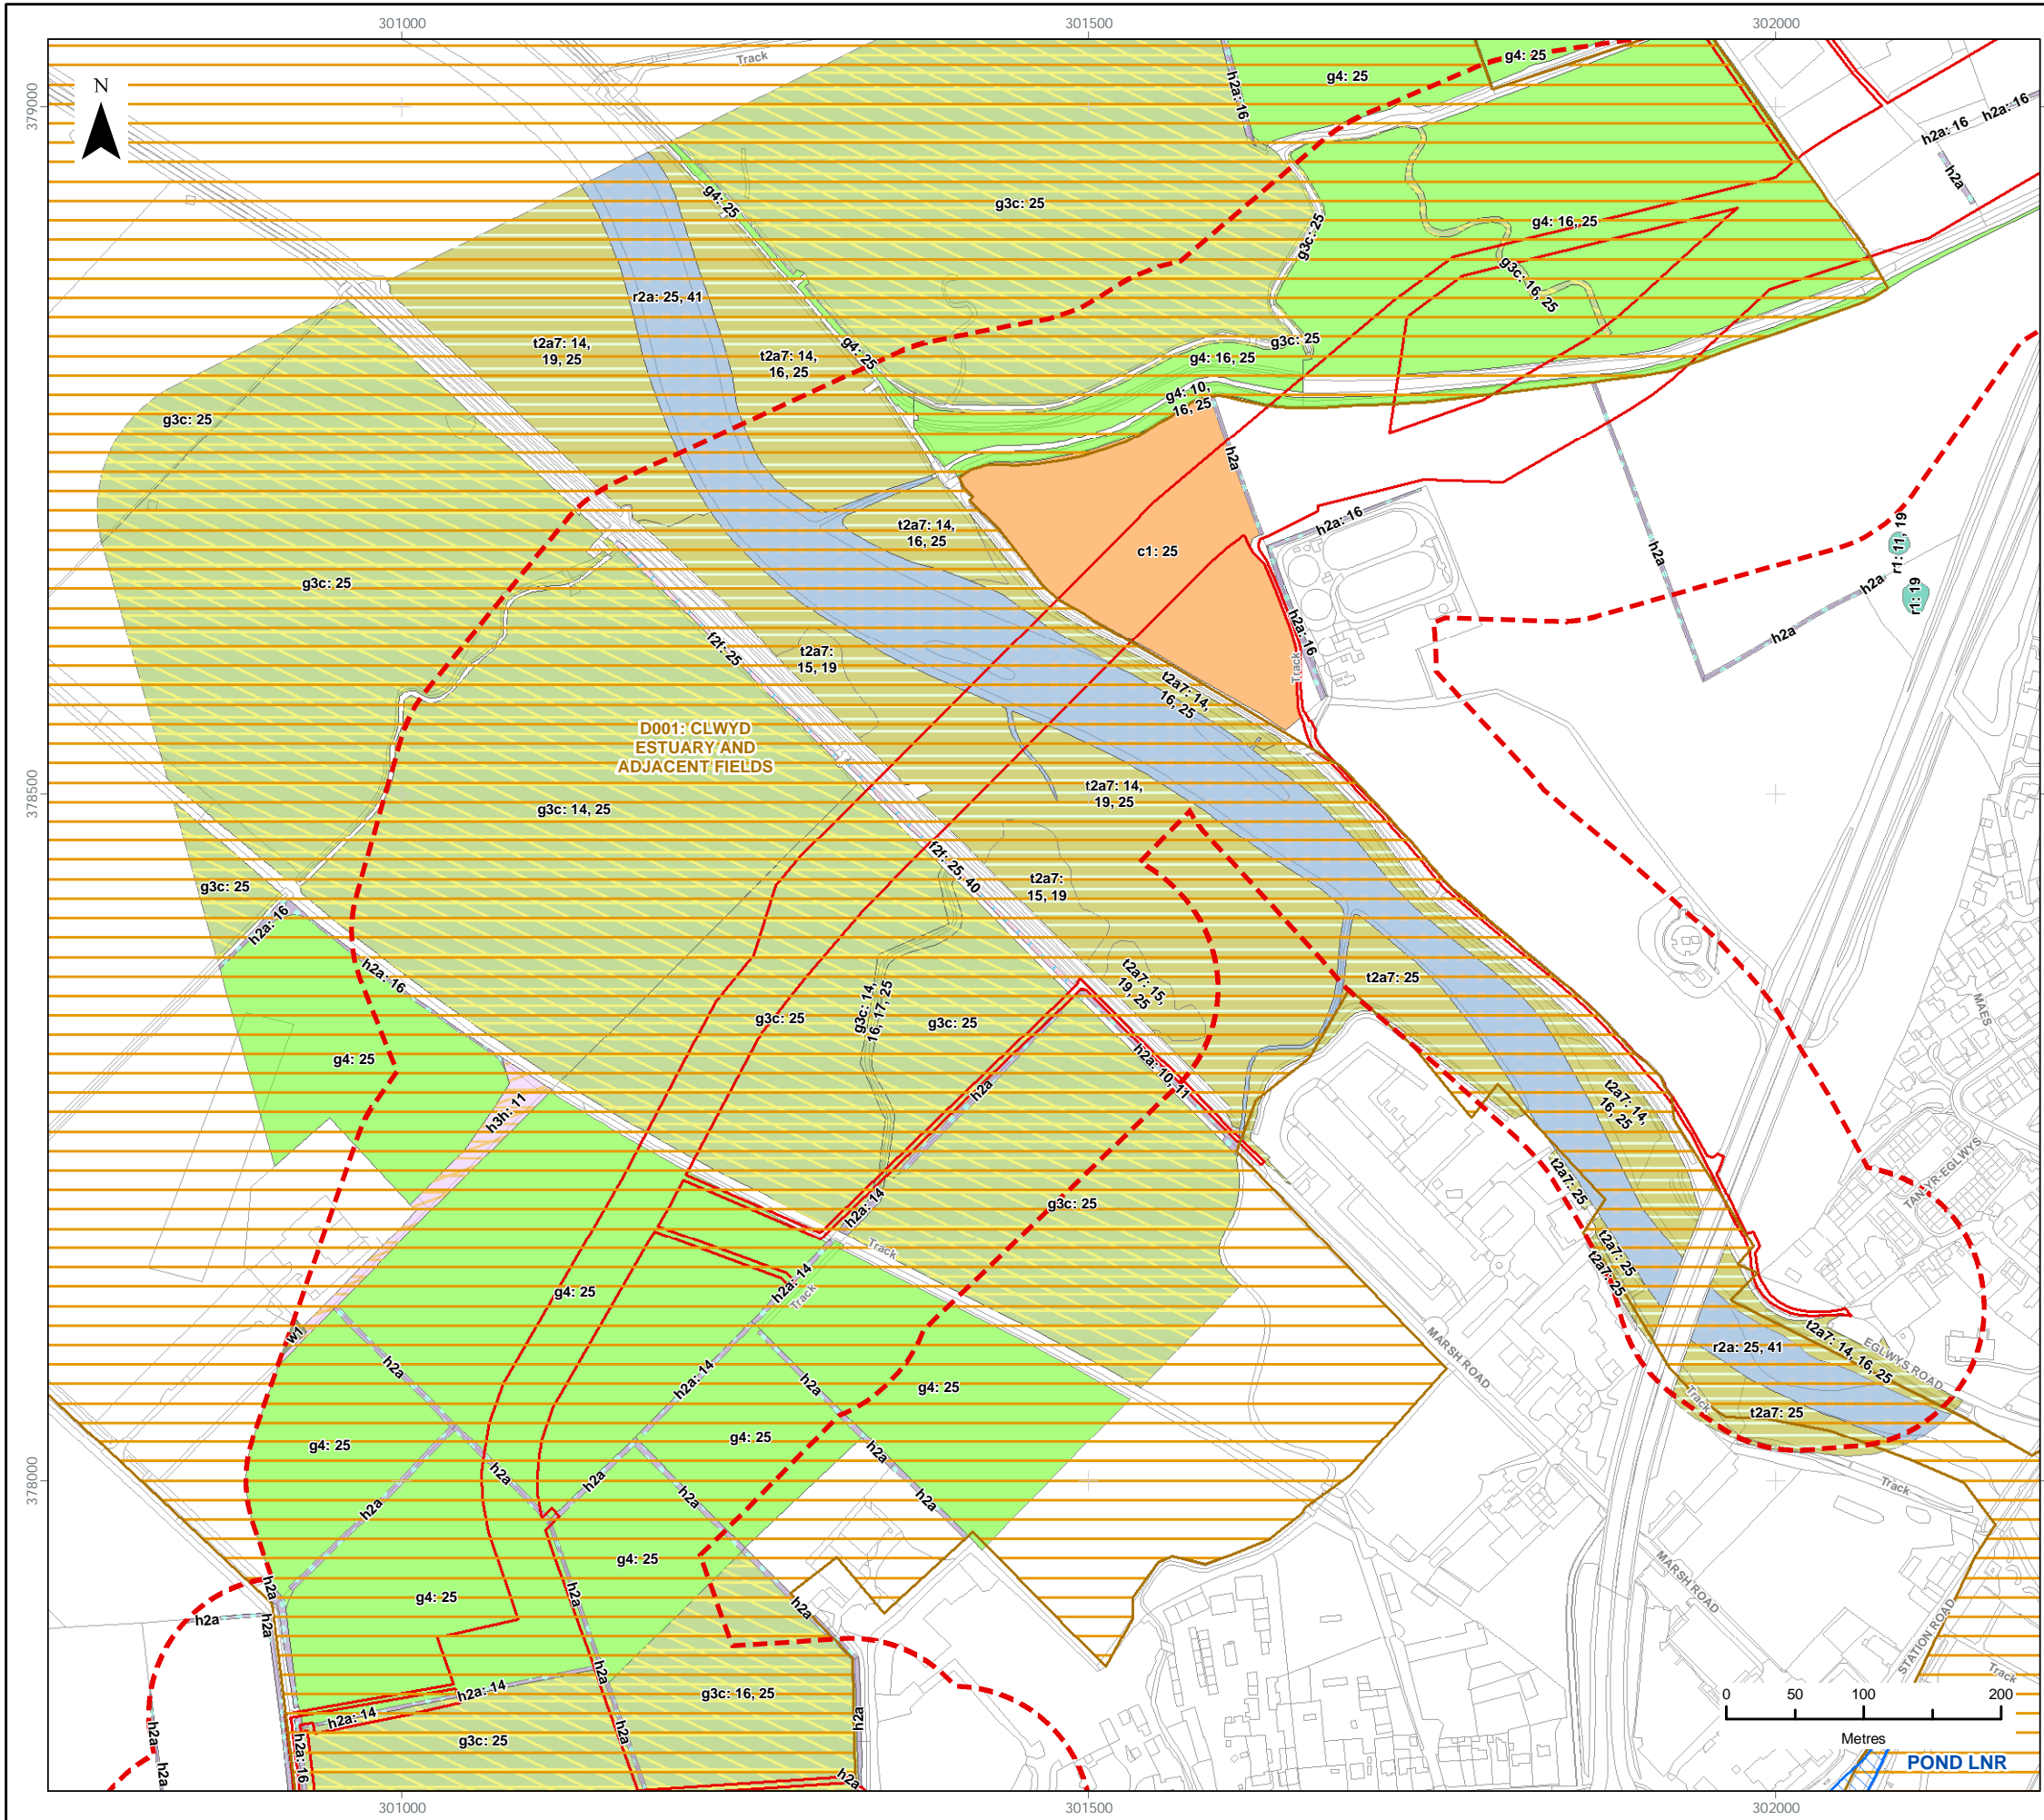 301000
301500
302000
379000
378500
378000
N
Track
g4: 25
g4: 25
h2a: 16
h2a: 16
h2a: 16
h2a
g4: 25
g3c: 25
g3c: 25
g4: 16, 25
g3c: 16, 25
r2a: 25, 41
t2a7: 14,
19, 25
t2a7: 14,
16, 25
g4: 25
g3c: 25
g4: 16, 25
g4: 10,
16, 25
g3c: 25
h2a
h2a: 16
t2a7: 14,
16, 25
c1: 25
h2a
r1: 11, 19
r1: 19
h2a
h2a
g3c: 25
f2f: 25
t2a7:
15, 19
h2a: 16
Track
t2a7: 14,
16, 25
D001: CLWYD
ESTUARY AND
ADJACENT FIELDS
g3c: 14, 25
t2a7: 14,
19, 25
f2f: 25, 40
t2a7:
15, 19
g3c: 25
h2a: 16
h2a: 16
t2a7: 15,
19, 25
t2a7: 25
g3c: 25
g3c: 14,
16, 17, 25
g3c: 25
MAES
g4: 25
h2a: 10, 11
h2a
h3h: 11
t2a7: 14,
16, 25
TAN-YR-EGLWYS
t2a7: 25
h2a: 14
g3c: 25
Track
t2a7: 25
t2a7: 25
h2a: 14
Track
g4: 25
w1
MARSH ROAD
r2a: 25, 41
t2a7: 14, 16, 25
EGLWYS ROAD
h2a
h2a: 14
h2a
g4: 25
Track
t2a7: 25
g4: 25
g4: 25
h2a
h2a
h2a
h2a
h2a
h2a
Track
g4: 25
h2a
h2a
g4: 25
h2a
MARSH ROAD
h2a
h2a
STATION ROAD
h2a
h2a: 14
g3c: 16, 25
Track
h2a: 14
h2a
h2a
h2a
g3c: 25
h2a: 16
h2a
h2a
0
50
100
200
Metres
POND LNR
301000
301500
302000